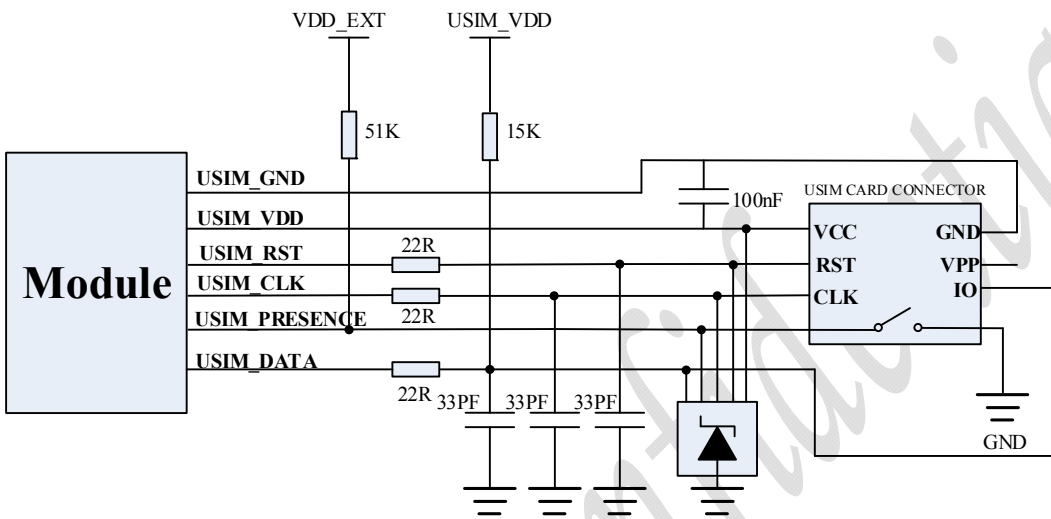 VDD_EXT
USIM_VDD
51K
15K
Module
USIM_GND
USIM_VDD
USIM_RST
USIM_CLK
USIM_PRESENCE
USIM_DATA
22R
22R
22R
100nF
USIM CARD CONNECTOR
VCC
RST
CLK
GND
VPP
IO
33PF
33PF
33PF
GND